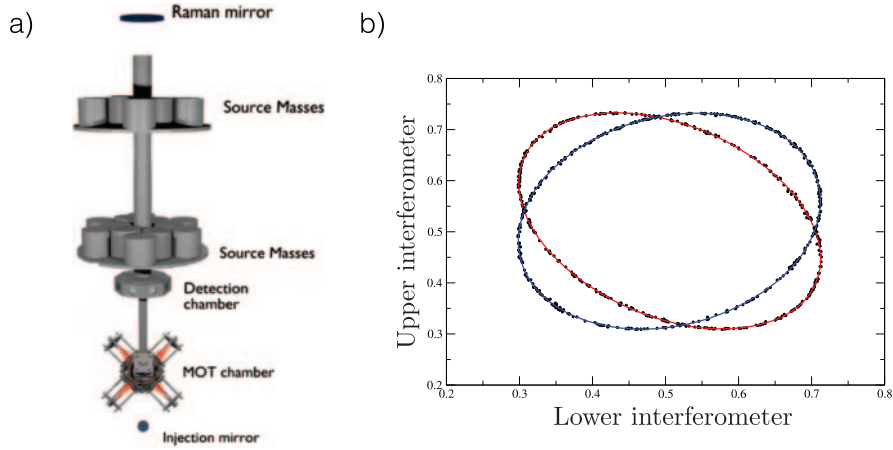 a)
Raman mirror
Source Masses
Source Masses
Detection
chamber
MOT chamber
Injection mirror
b)
Upper interferometer
0.8
0.7
0.6
0.5
0.4
0.3
0.2
0.2 0.3 0.4 0.5 0.6 0.7 0.8
Lower interferometer